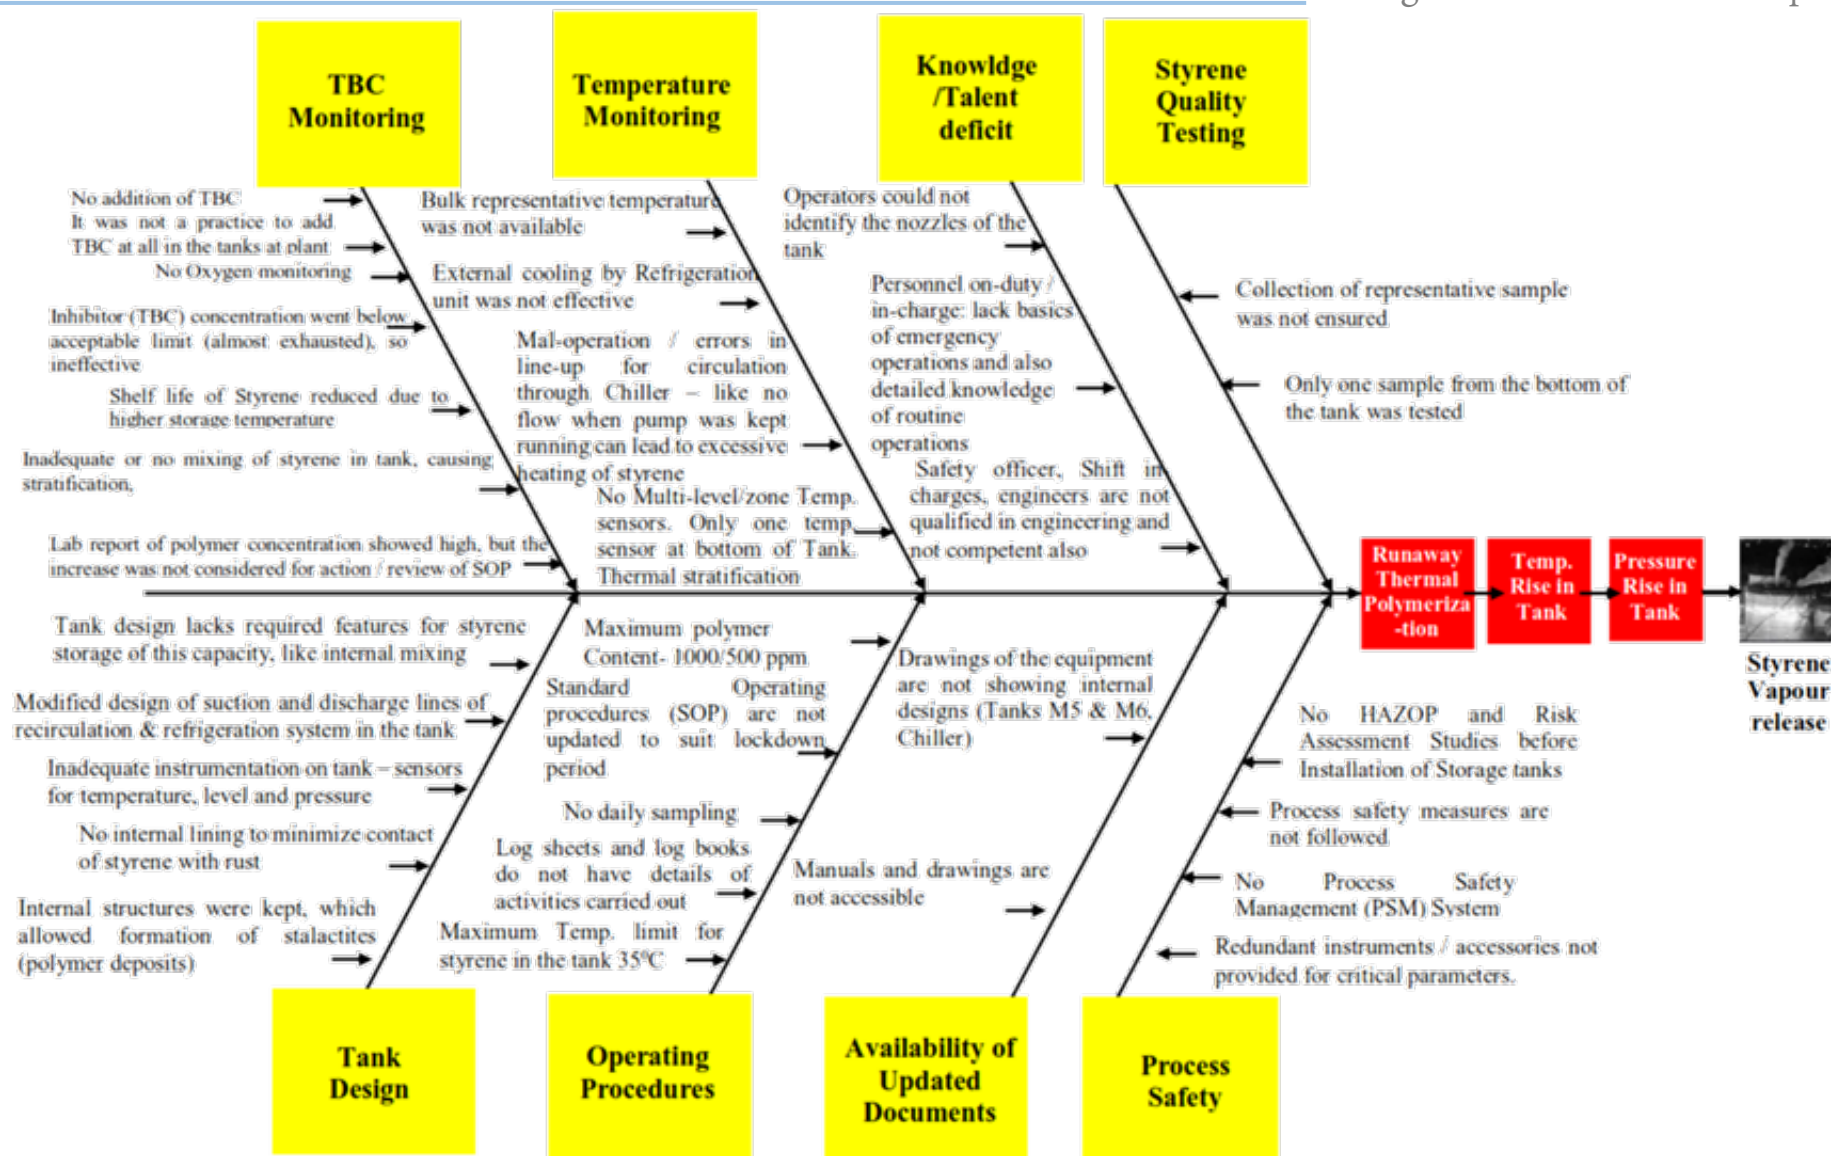 TBC
Monitoring
Temperature
Monitoring
Knowldge
/Talent
deficit
Styrene
Quality
Testing
No addition of TBC
It was not a practice to add
TBC at all in the tanks at plant
No Oxygen monitoring
Inhibitor (TBC) concentration went below
acceptable limit (almost exhausted), so
ineffective
Shelf life of Styrene reduced due to
higher storage temperature
Inadequate or no mixing of styrene in tank, causing
stratification,
Lab report of polymer concentration showed high, but the
increase was not considered for action / review of SOP
Bulk representative temperature
was not available
External cooling by Refrigeration
unit was not effective
Mal-operation / errors in
line-up for circulation
through Chiller – like no
flow when pump was kept
running can lead to excessive
heating of styrene
No Multi-level/zone Temp.
sensors. Only one temp.
sensor at bottom of Tank.
Thermal stratification
Operators could not
identify the nozzles of the
tank
Personnel on-duty /
in-charge: lack basics
of emergency
operations and also
detailed knowledge
of routine
operations
Safety officer, Shift in
charges, engineers are not
qualified in engineering and
not competent also
Collection of representative sample
was not ensured
Only one sample from the bottom of
the tank was tested
Runaway
Thermal
Polymeriza
-tion
Temp.
Rise in
Tank
Pressure
Rise in
Tank
Styrene
Vapour
release
Tank design lacks required features for styrene
storage of this capacity, like internal mixing
Modified design of suction and discharge lines of
recirculation & refrigeration system in the tank
Inadequate instrumentation on tank – sensors
for temperature, level and pressure
No internal lining to minimize contact
of styrene with rust
Internal structures were kept, which
allowed formation of stalactites
(polymer deposits)
Maximum polymer
Content- 1000/500 ppm
Standard Operating
procedures (SOP) are not
updated to suit lockdown
period
No daily sampling
Log sheets and log books
do not have details of
activities carried out
Maximum Temp. limit for
styrene in the tank 35⁰C
Drawings of the equipment
are not showing internal
designs (Tanks M5 & M6,
Chiller)
Manuals and drawings are
not accessible
No HAZOP and Risk
Assessment Studies before
Installation of Storage tanks
Process safety measures are
not followed
No Process Safety
Management (PSM) System
Redundant instruments / accessories not
provided for critical parameters.
Tank
Design
Operating
Procedures
Availability of
Updated
Documents
Process
Safety